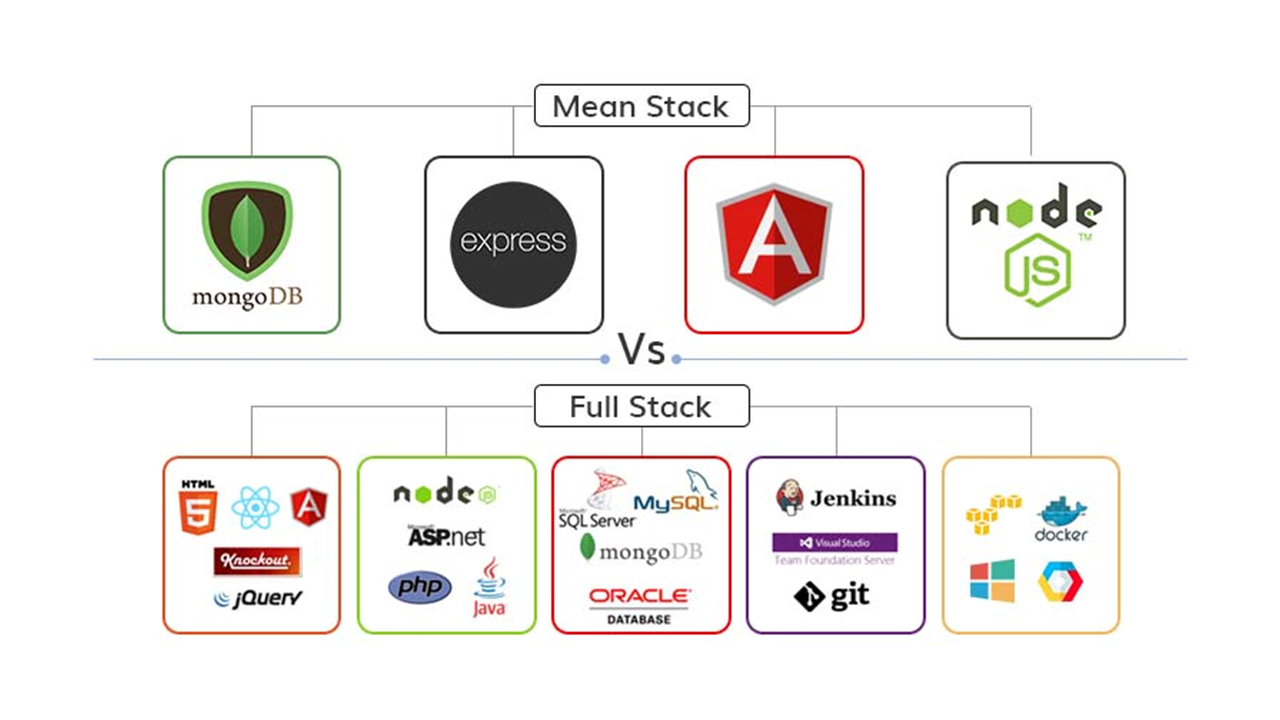 Mean Stack
mongoDB
express
A
node
TM
JS
Vs
Full Stack
HTML
5
A
Knockout.
jQuery
node JS
Microsoft
ASP.net
php
Java
Microsoft
SQL Server
MySQL
mongoDB
ORACLE
DATABASE
Jenkins
Visual Studio
Team Foundation Server
git
docker